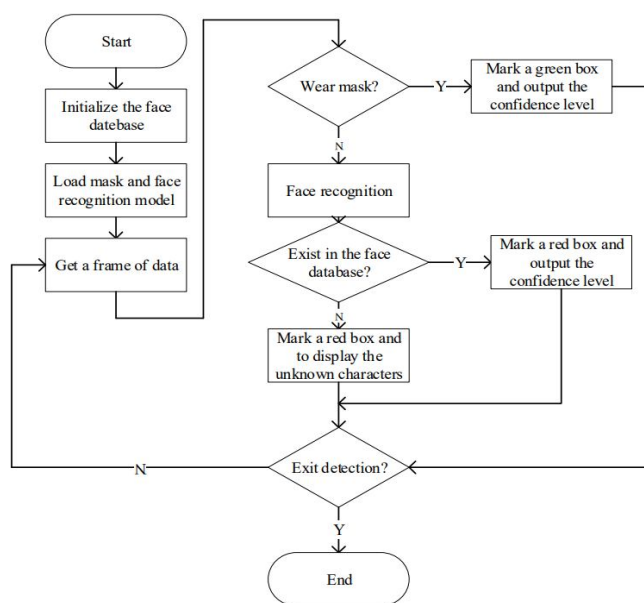 Start
Initialize the face
datebase
Load mask and face
recognition model
Get a frame of data
Wear mask?
Y
Mark a green box
and output the
confidence level
N
Face recognition
Exist in the face
database?
Y
Mark a red box and
output the
confidence level
N
Mark a red box and
to display the
unknown characters
Exit detection?
N
Y
End